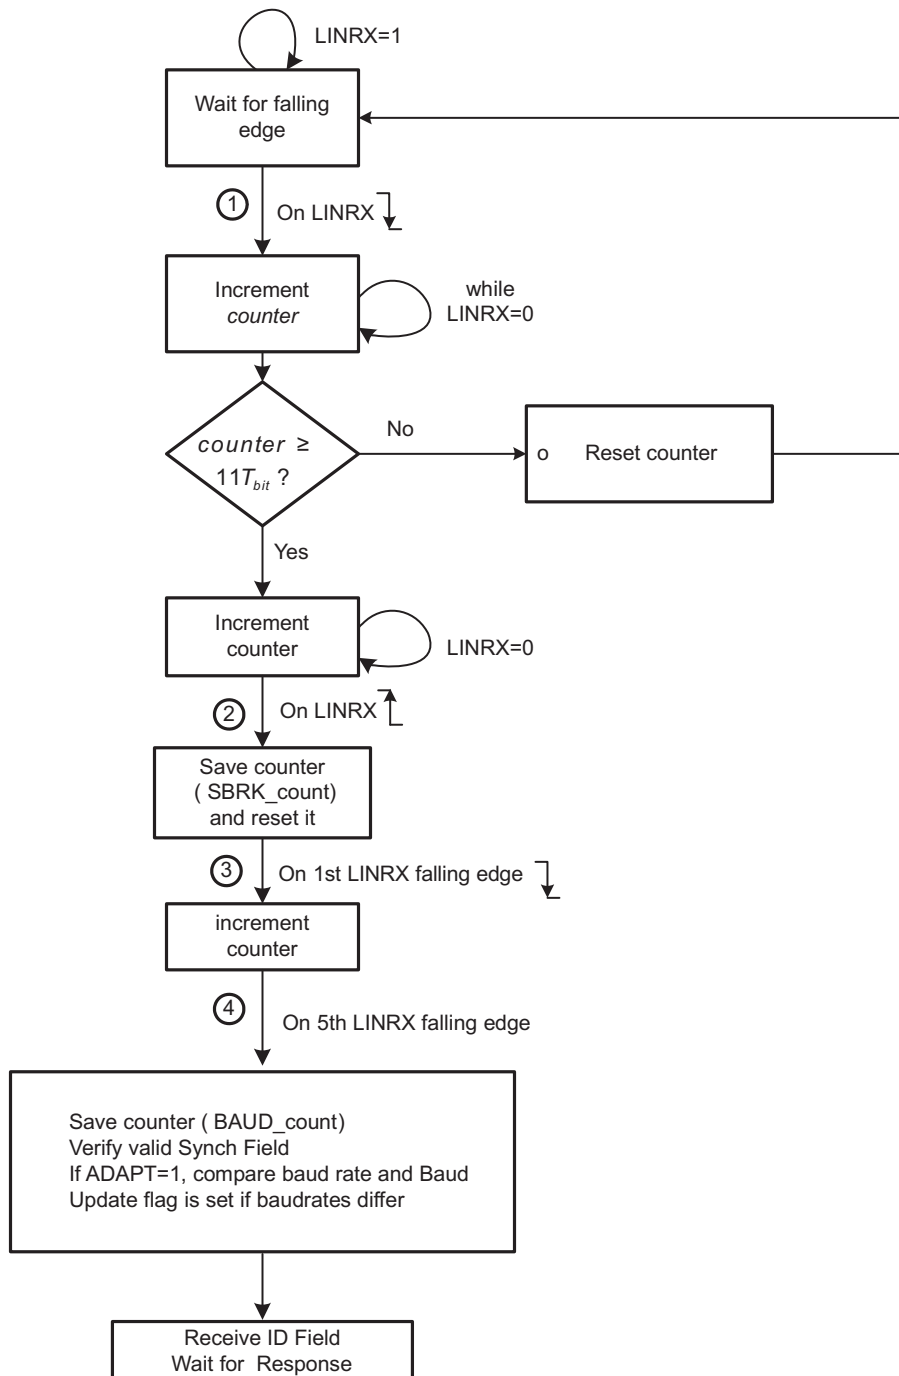 LINRX=1
Wait for falling
edge
1
On LINRX
Increment
counter
while
LINRX=0
counter ≥
11Tbit ?
No
o Reset counter
Yes
Increment
counter
LINRX=0
2
On LINRX
Save counter
( SBRK_count)
and reset it
3
On 1st LINRX falling edge
increment
counter
4
On 5th LINRX falling edge
Save counter ( BAUD_count)
Verify valid Synch Field
If ADAPT=1, compare baud rate and Baud
Update flag is set if baudrates differ
Receive ID Field
Wait for Response